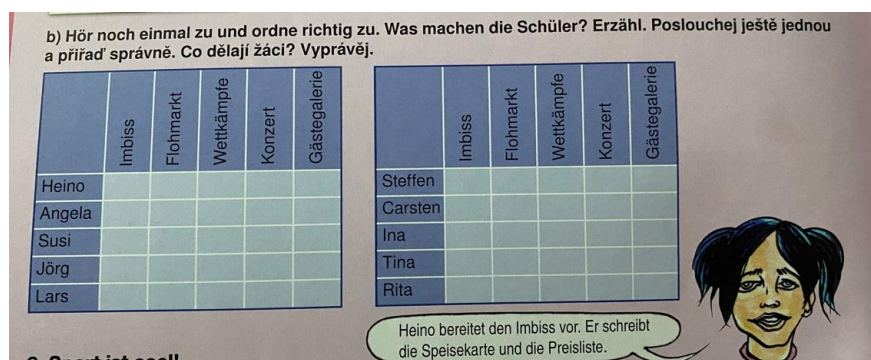 b) Hör noch einmal zu und ordne richtig zu. Was machen die Schüler? Erzähl. Poslouchej ještě jednou
a přiřaď správně. Co dělají žáci? Vyprávěj.
Imbiss Flohmarkt Wettkämpfe Konzert Gästegalerie
Heino
Angela
Susi
Jörg
Lars
Imbiss Flohmarkt Wettkämpfe Konzert Gästegalerie
Steffen
Carsten
Ina
Tina
Rita
Heino bereitet den Imbiss vor. Er schreibt
die Speisekarte und die Preisliste.